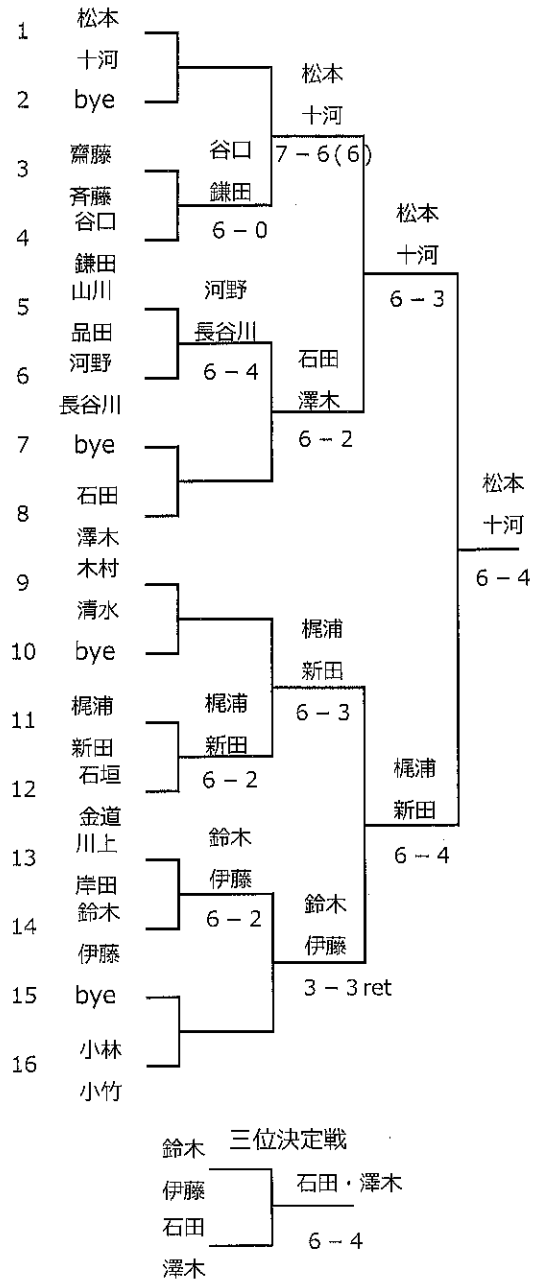 1 松本
十河
2 bye
3 齋藤
斉藤
4 谷口
鎌田
5 山川
品田
6 河野
長谷川
7 bye
8 石田
澤木
9 木村
清水
10 bye
11 梶浦
新田
12 石垣
金道
13 川上
岸田
14 鈴木
伊藤
15 bye
16 小林
小竹
谷口
鎌田
6－0
河野
長谷川
6－4
梶浦
新田
6－2
鈴木
伊藤
6－2
松本
十河
7－6(6)
石田
澤木
6－2
梶浦
新田
6－3
鈴木
伊藤
3－3 ret
松本
十河
6－3
梶浦
新田
6－4
松本
十河
6－4
三位決定戦
鈴木
伊藤
石田
澤木
石田・澤木
6－4